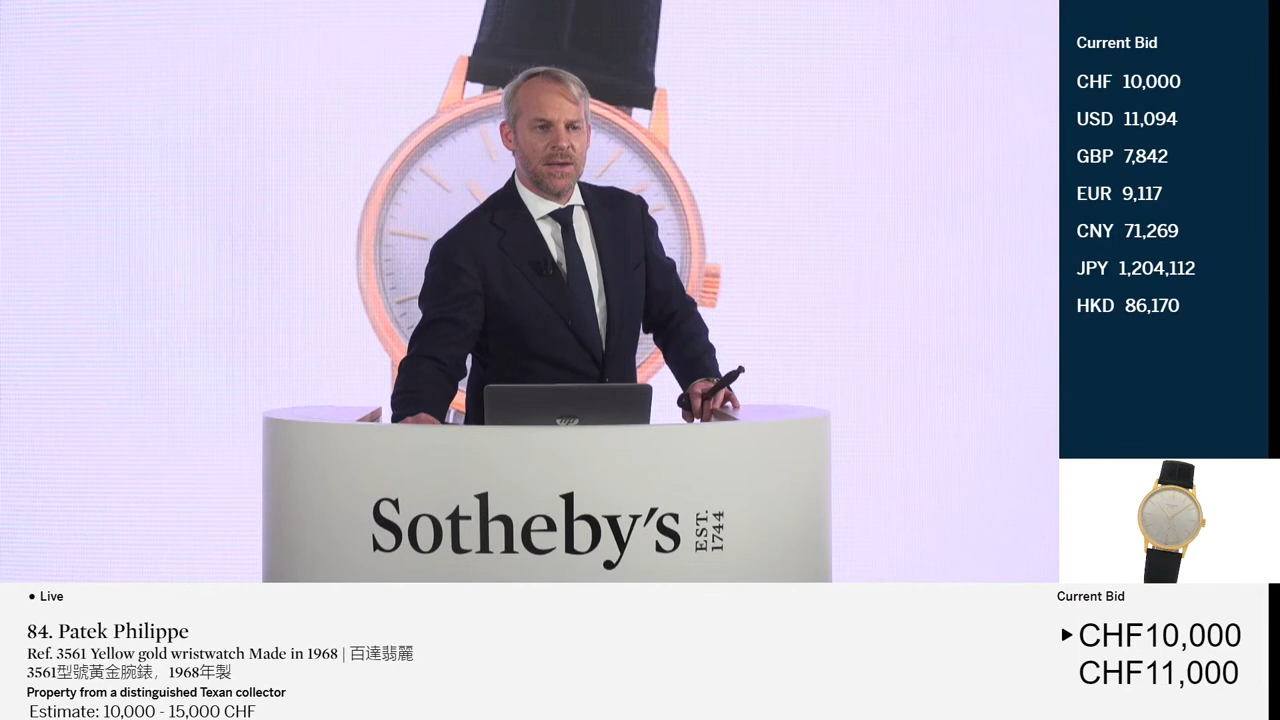 Current Bid
CHF 10,000
USD 11,094
GBP 7,842
EUR 9,117
CNY 71,269
JPY 1,204,112
HKD 86,170
Sotheby's
EST.
1744
hp
• Live
84. Patek Philippe
Ref. 3561 Yellow gold wristwatch Made in 1968 | 百達翡麗
3561型號黃金腕錶，1968年製
Property from a distinguished Texan collector
Estimate: 10,000 - 15,000 CHF
Current Bid
CHF10,000
CHF11,000